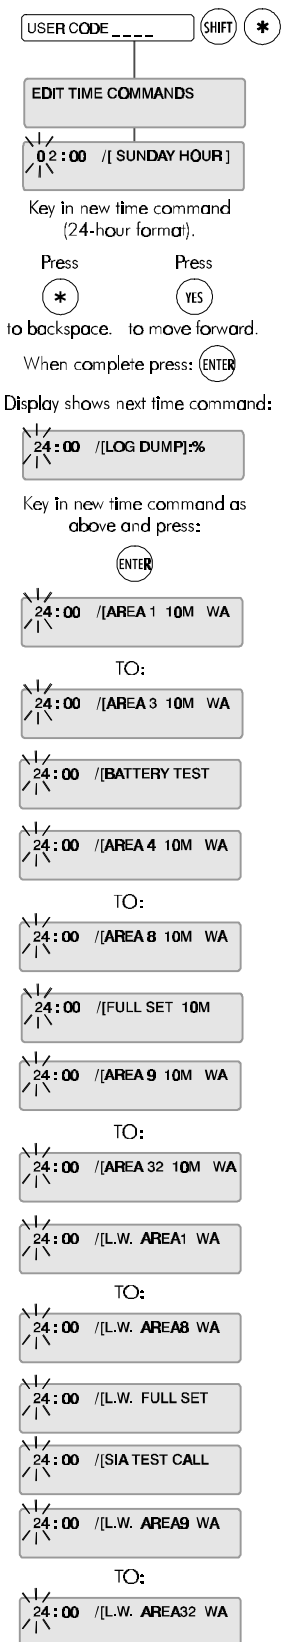 USER CODE _ _ _ _ SHIFT *
EDIT TIME COMMANDS
02:00 /[ SUNDAY HOUR ]
Key in new time command
(24-hour format).
Press Press
* YES
to backspace. to move forward.
When complete press: ENTER
Display shows next time command:
24:00 /[LOG DUMP]:%
Key in new time command as
above and press:
ENTER
24:00 /[AREA 1 10M WA
TO:
24:00 /[AREA 3 10M WA
24:00 /[BATTERY TEST
24:00 /[AREA 4 10M WA
TO:
24:00 /[AREA 8 10M WA
24:00 /[FULL SET 10M
24:00 /[AREA 9 10M WA
TO:
24:00 /[AREA 32 10M WA
24:00 /[L.W. AREA1 WA
TO:
24:00 /[L.W. AREA8 WA
24:00 /[L.W. FULL SET
24:00 /[SIA TEST CALL
24:00 /[L.W. AREA9 WA
TO:
24:00 /[L.W. AREA32 WA